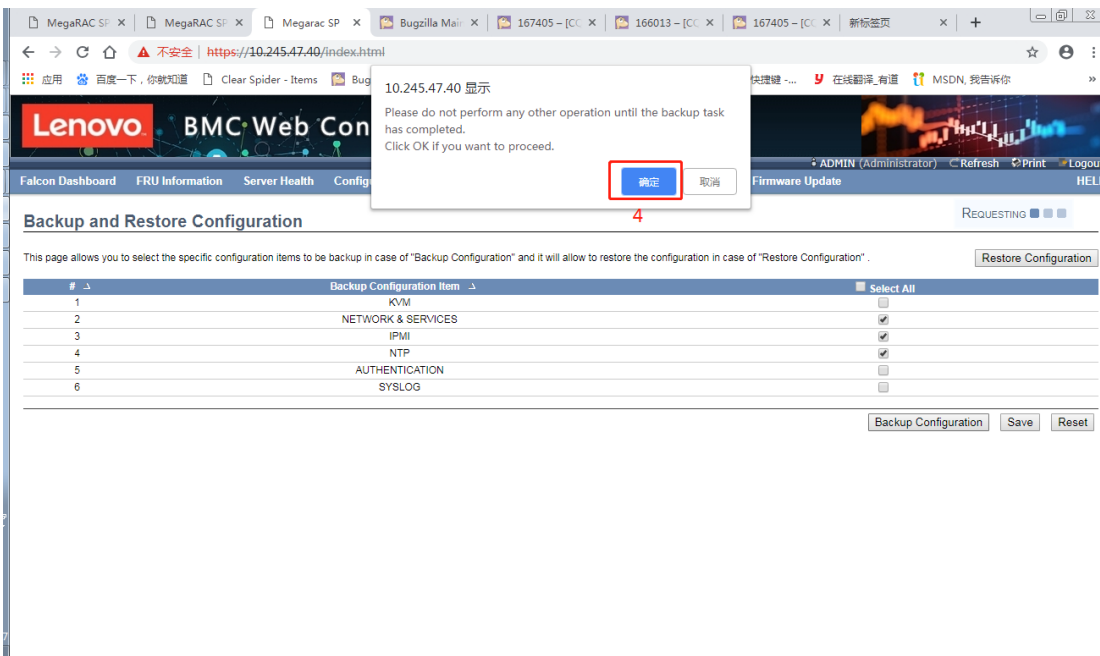 MegaRAC SP
MegaRAC SP
Megarac SP
Bugzilla Main
167405 – [CC
166013 – [CC
167405 – [CC
新标签页
不安全 | https://10.245.47.40/index.html
应用
百度一下，你就知道
Clear Spider - Items
Bug
快捷键 -...
在线翻译_有道
MSDN, 我告诉你
»
10.245.47.40 显示
Please do not perform any other operation until the backup task
has completed.
Click OK if you want to proceed.
确定
取消
4
Lenovo
BMC Web Con
ADMIN (Administrator)
Refresh
Print
Logou
Falcon Dashboard
FRU Information
Server Health
Config
Firmware Update
HEL
Backup and Restore Configuration
REQUESTING
This page allows you to select the specific configuration items to be backup in case of "Backup Configuration" and it will allow to restore the configuration in case of "Restore Configuration" .
Restore Configuration
# Backup Configuration Item Select All
1 KVM
2 NETWORK & SERVICES
3 IPMI
4 NTP
5 AUTHENTICATION
6 SYSLOG
Backup Configuration
Save
Reset
7